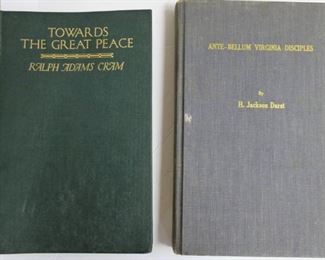 TOWARDS
THE GREAT PEACE
RALPH ADAMS CRAM
ANTE-BELLUM VIRGINIA DISCIPLES
By
H. Jackson Darst